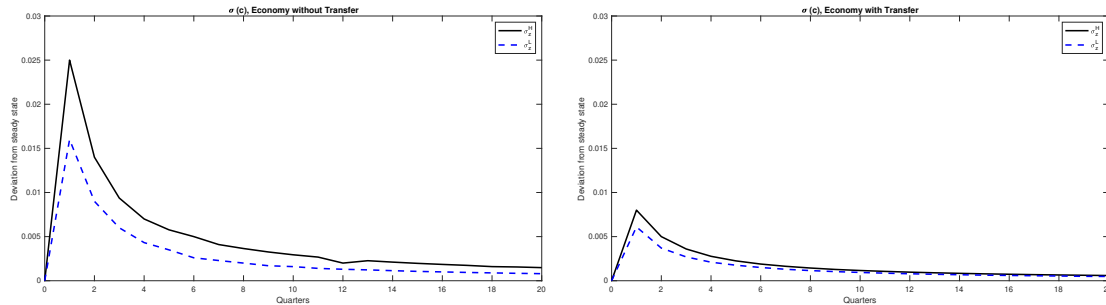 σ (c), Economy without Transfer
Deviation from steady state
0.03
0.025
0.02
0.015
0.01
0.005
0
0 2 4 6 8 10 12 14 16 18 20
Quarters
σ_z^H
σ_z^L
σ (c), Economy with Transfer
Deviation from steady state
0.03
0.025
0.02
0.015
0.01
0.005
0
0 2 4 6 8 10 12 14 16 18 20
Quarters
σ_z^H
σ_z^L